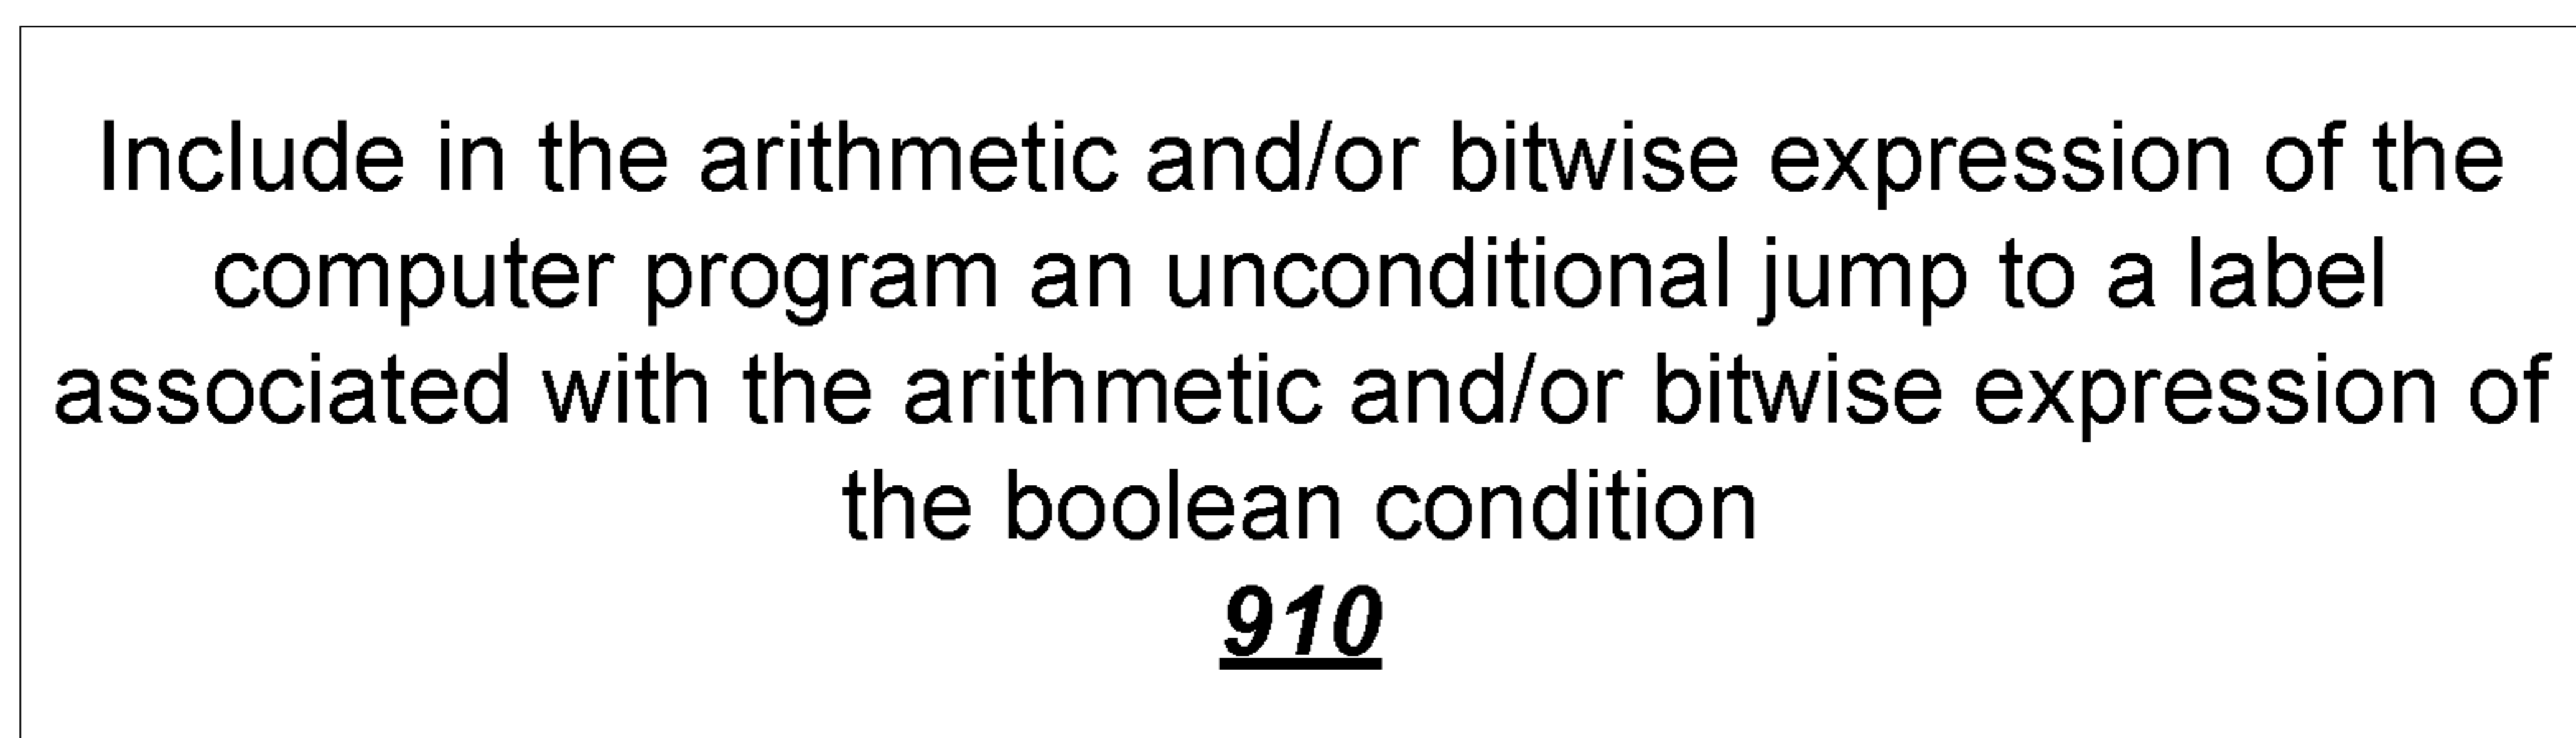 Include in the arithmetic and/or bitwise expression of the
computer program an unconditional jump to a label
associated with the arithmetic and/or bitwise expression of
the boolean condition
910